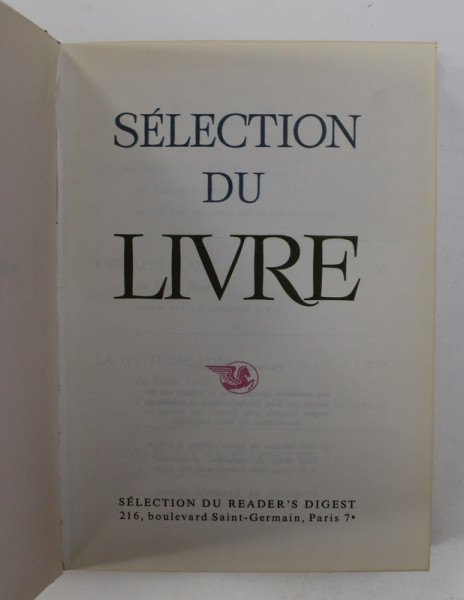 SÉLECTION
DU
LIVRE
SÉLECTION DU READER'S DIGEST
216, boulevard Saint-Germain, Paris 7e